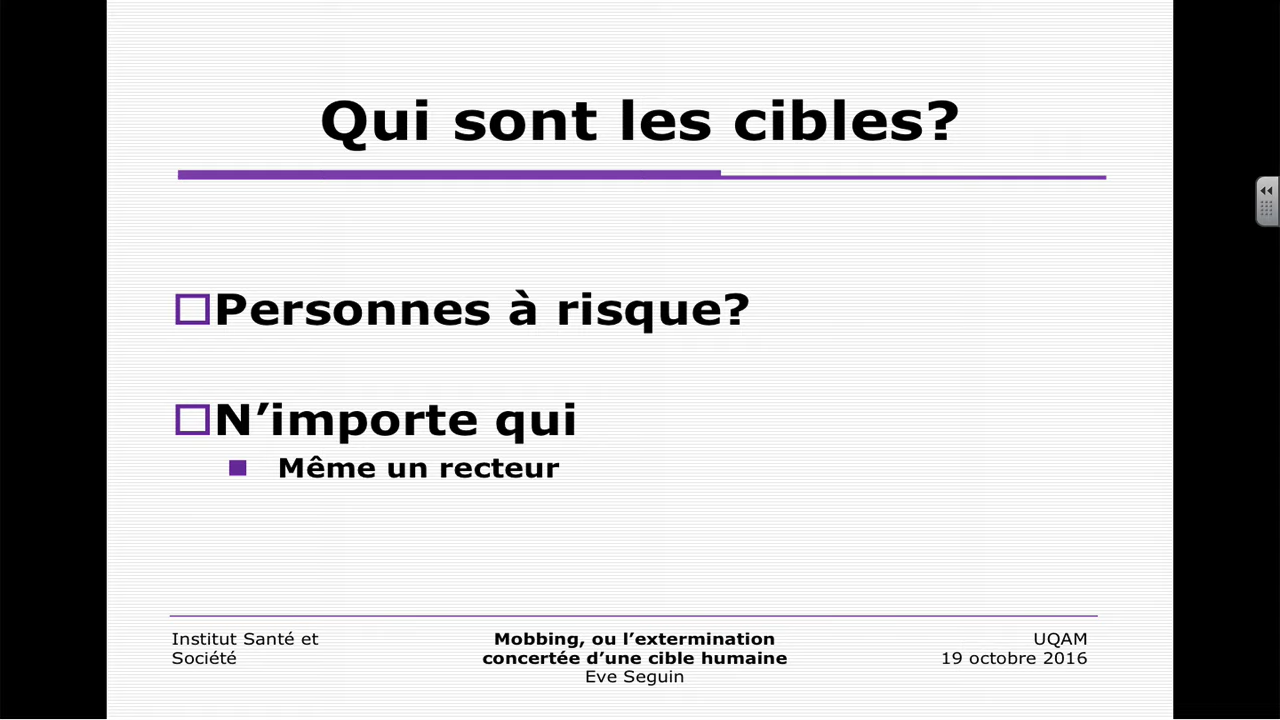 Qui sont les cibles?
Personnes à risque?
N’importe qui
Même un recteur
Institut Santé et
Société
Mobbing, ou l’extermination
concertée d’une cible humaine
Eve Seguin
UQAM
19 octobre 2016